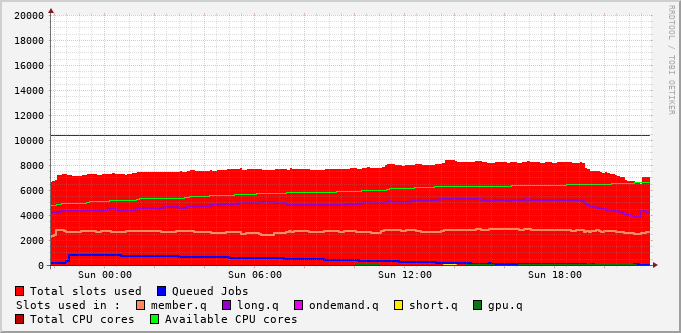 20000
18000
16000
14000
12000
10000
8000
6000
4000
2000
0
Sun 00:00 Sun 06:00 Sun 12:00 Sun 18:00
Total slots used Queued Jobs
Slots used in : member.q long.q ondemand.q short.q gpu.q
Total CPU cores Available CPU cores
RRDTOOL / TOBI OETIKER